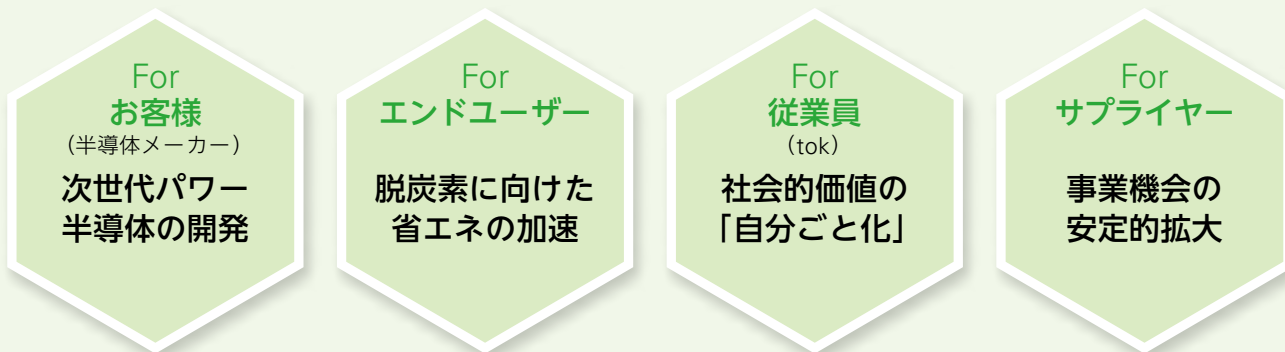 For
お客様
（半導体メーカー）
次世代パワー
半導体の開発
For
エンドユーザー
脱炭素に向けた
省エネの加速
For
従業員
（tok）
社会的価値の
「自分ごと化」
For
サプライヤー
事業機会の
安定的拡大